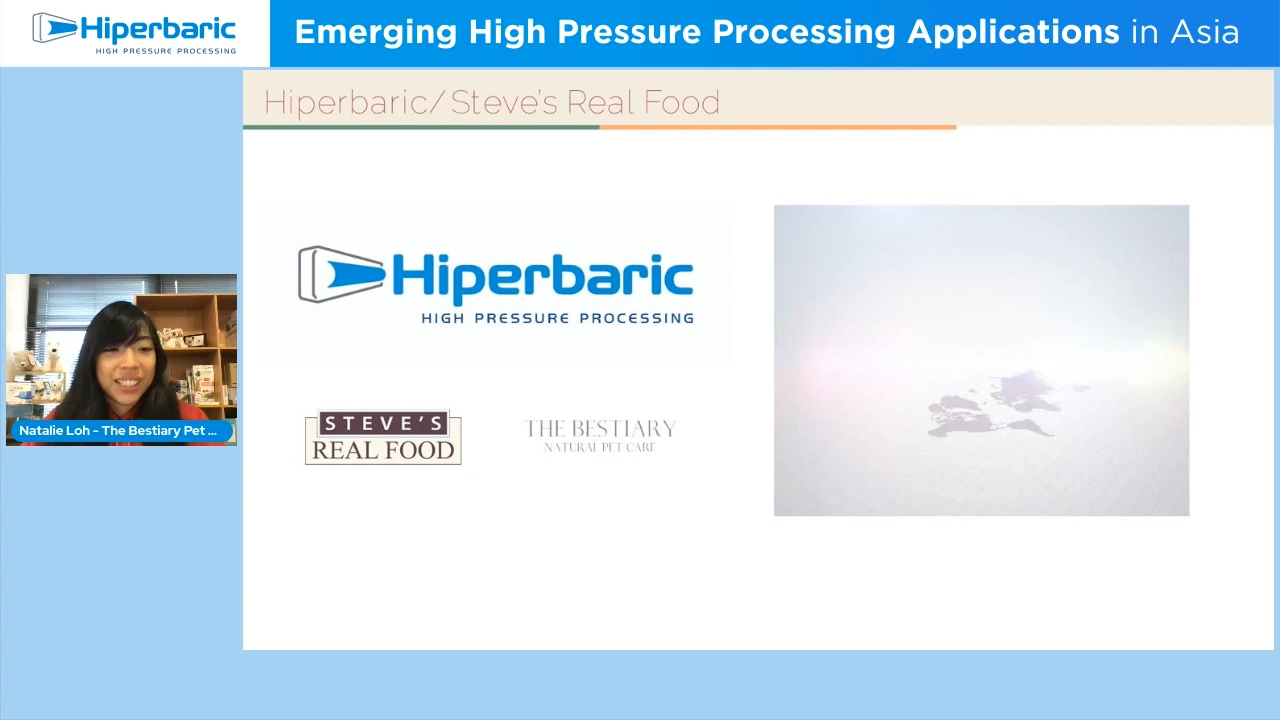 Hiperbaric
HIGH PRESSURE PROCESSING
Emerging High Pressure Processing Applications in Asia
Hiperbaric/Steve's Real Food
Hiperbaric
HIGH PRESSURE PROCESSING
STEVE'S
REAL FOOD
THE BESTIARY
NATURAL PET CARE
Natalie Loh - The Bestiary Pet ...